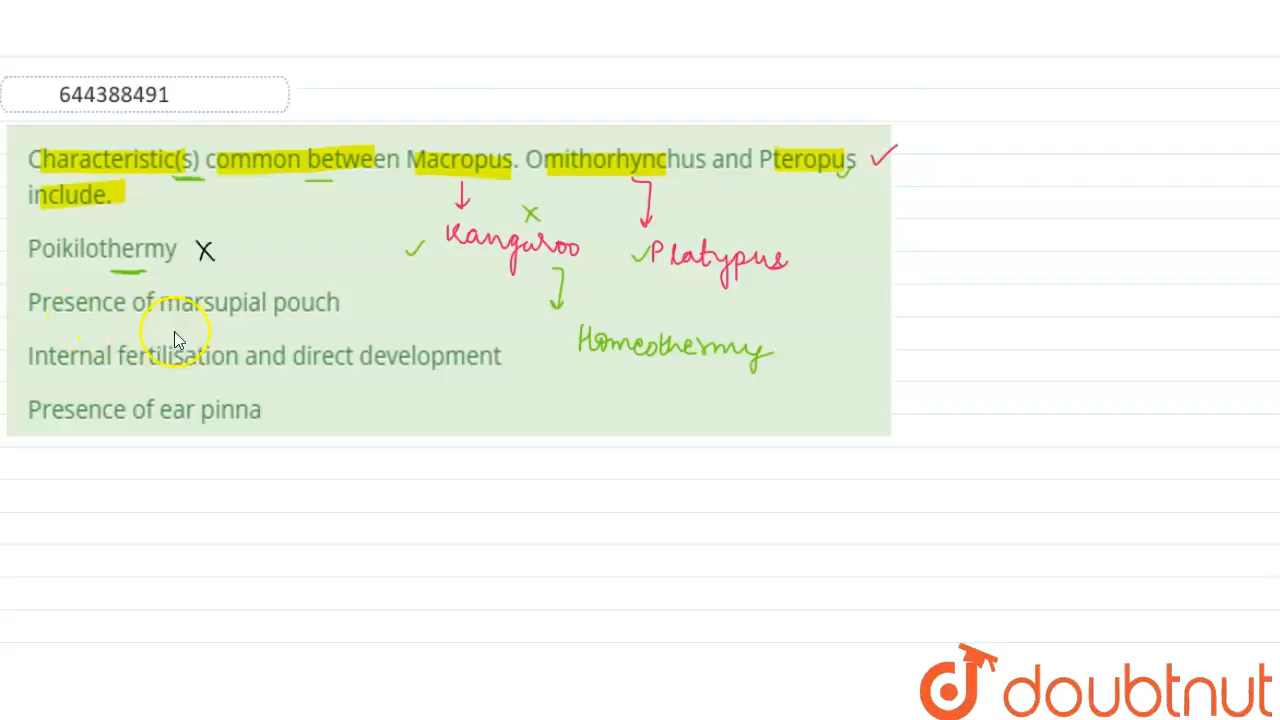 644388491
Characteristic(s) common between Macropus. Omithorhynchus and Pteropus
include.
Kangaroo
Platypus
Poikilothermy X
Presence of marsupial pouch
Homeothermy
Internal fertilisation and direct development
Presence of ear pinna
doubtnut